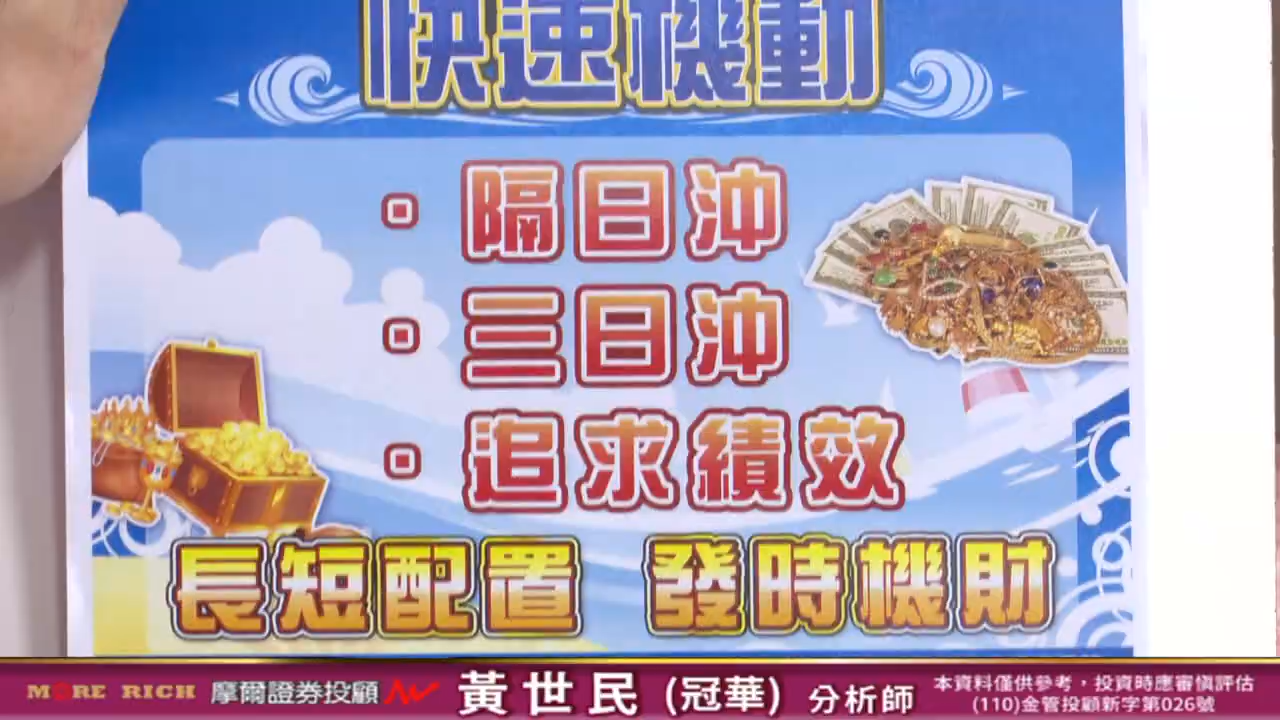 快速機動
隔日沖
三日沖
追求績效
長短配置 發時機財
MORE RICH 摩爾證券投顧 黃世民(冠華) 分析師
本資料僅供參考，投資時應審慎評估
(110)金管投顧新字第026號